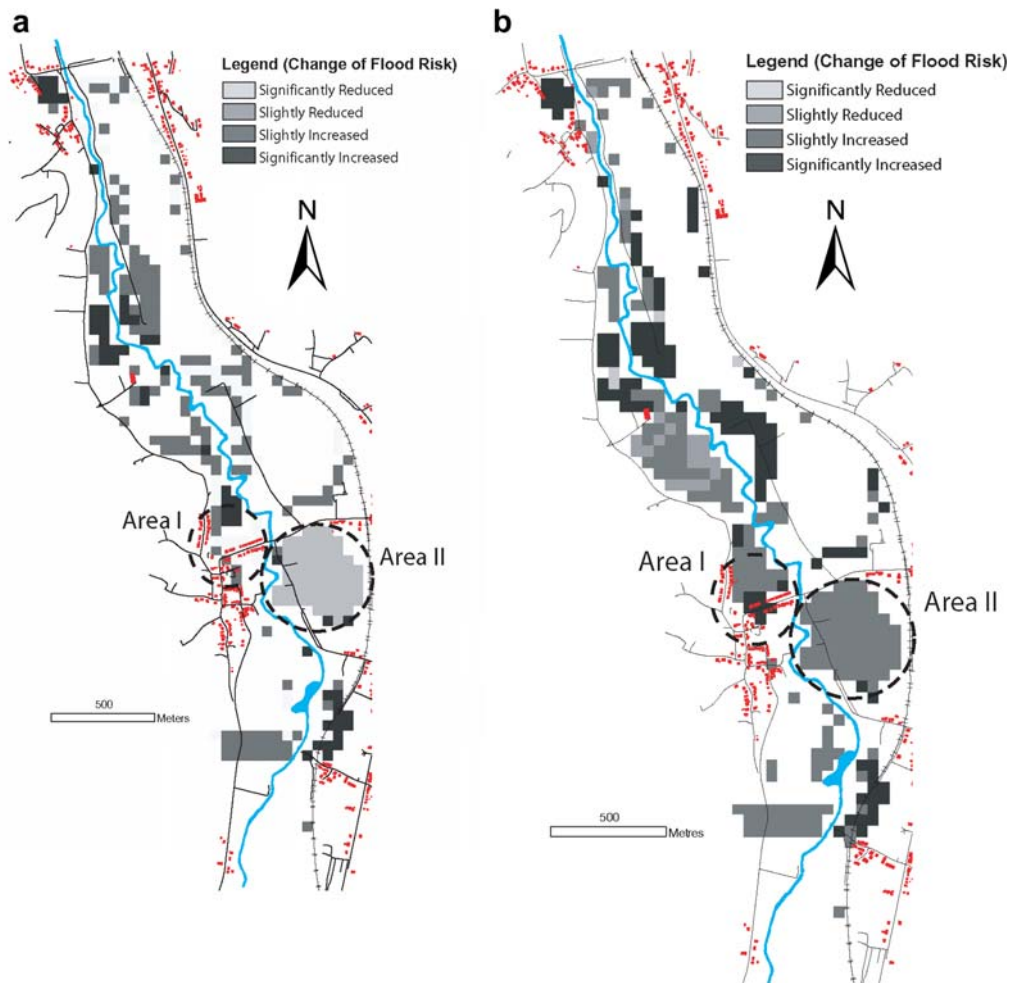 a
Legend (Change of Flood Risk)
Significantly Reduced
Slightly Reduced
Slightly Increased
Significantly Increased
N
Area I
Area II
500
Meters
b
Legend (Change of Flood Risk)
Significantly Reduced
Slightly Reduced
Slightly Increased
Significantly Increased
N
Area I
Area II
500
Metres